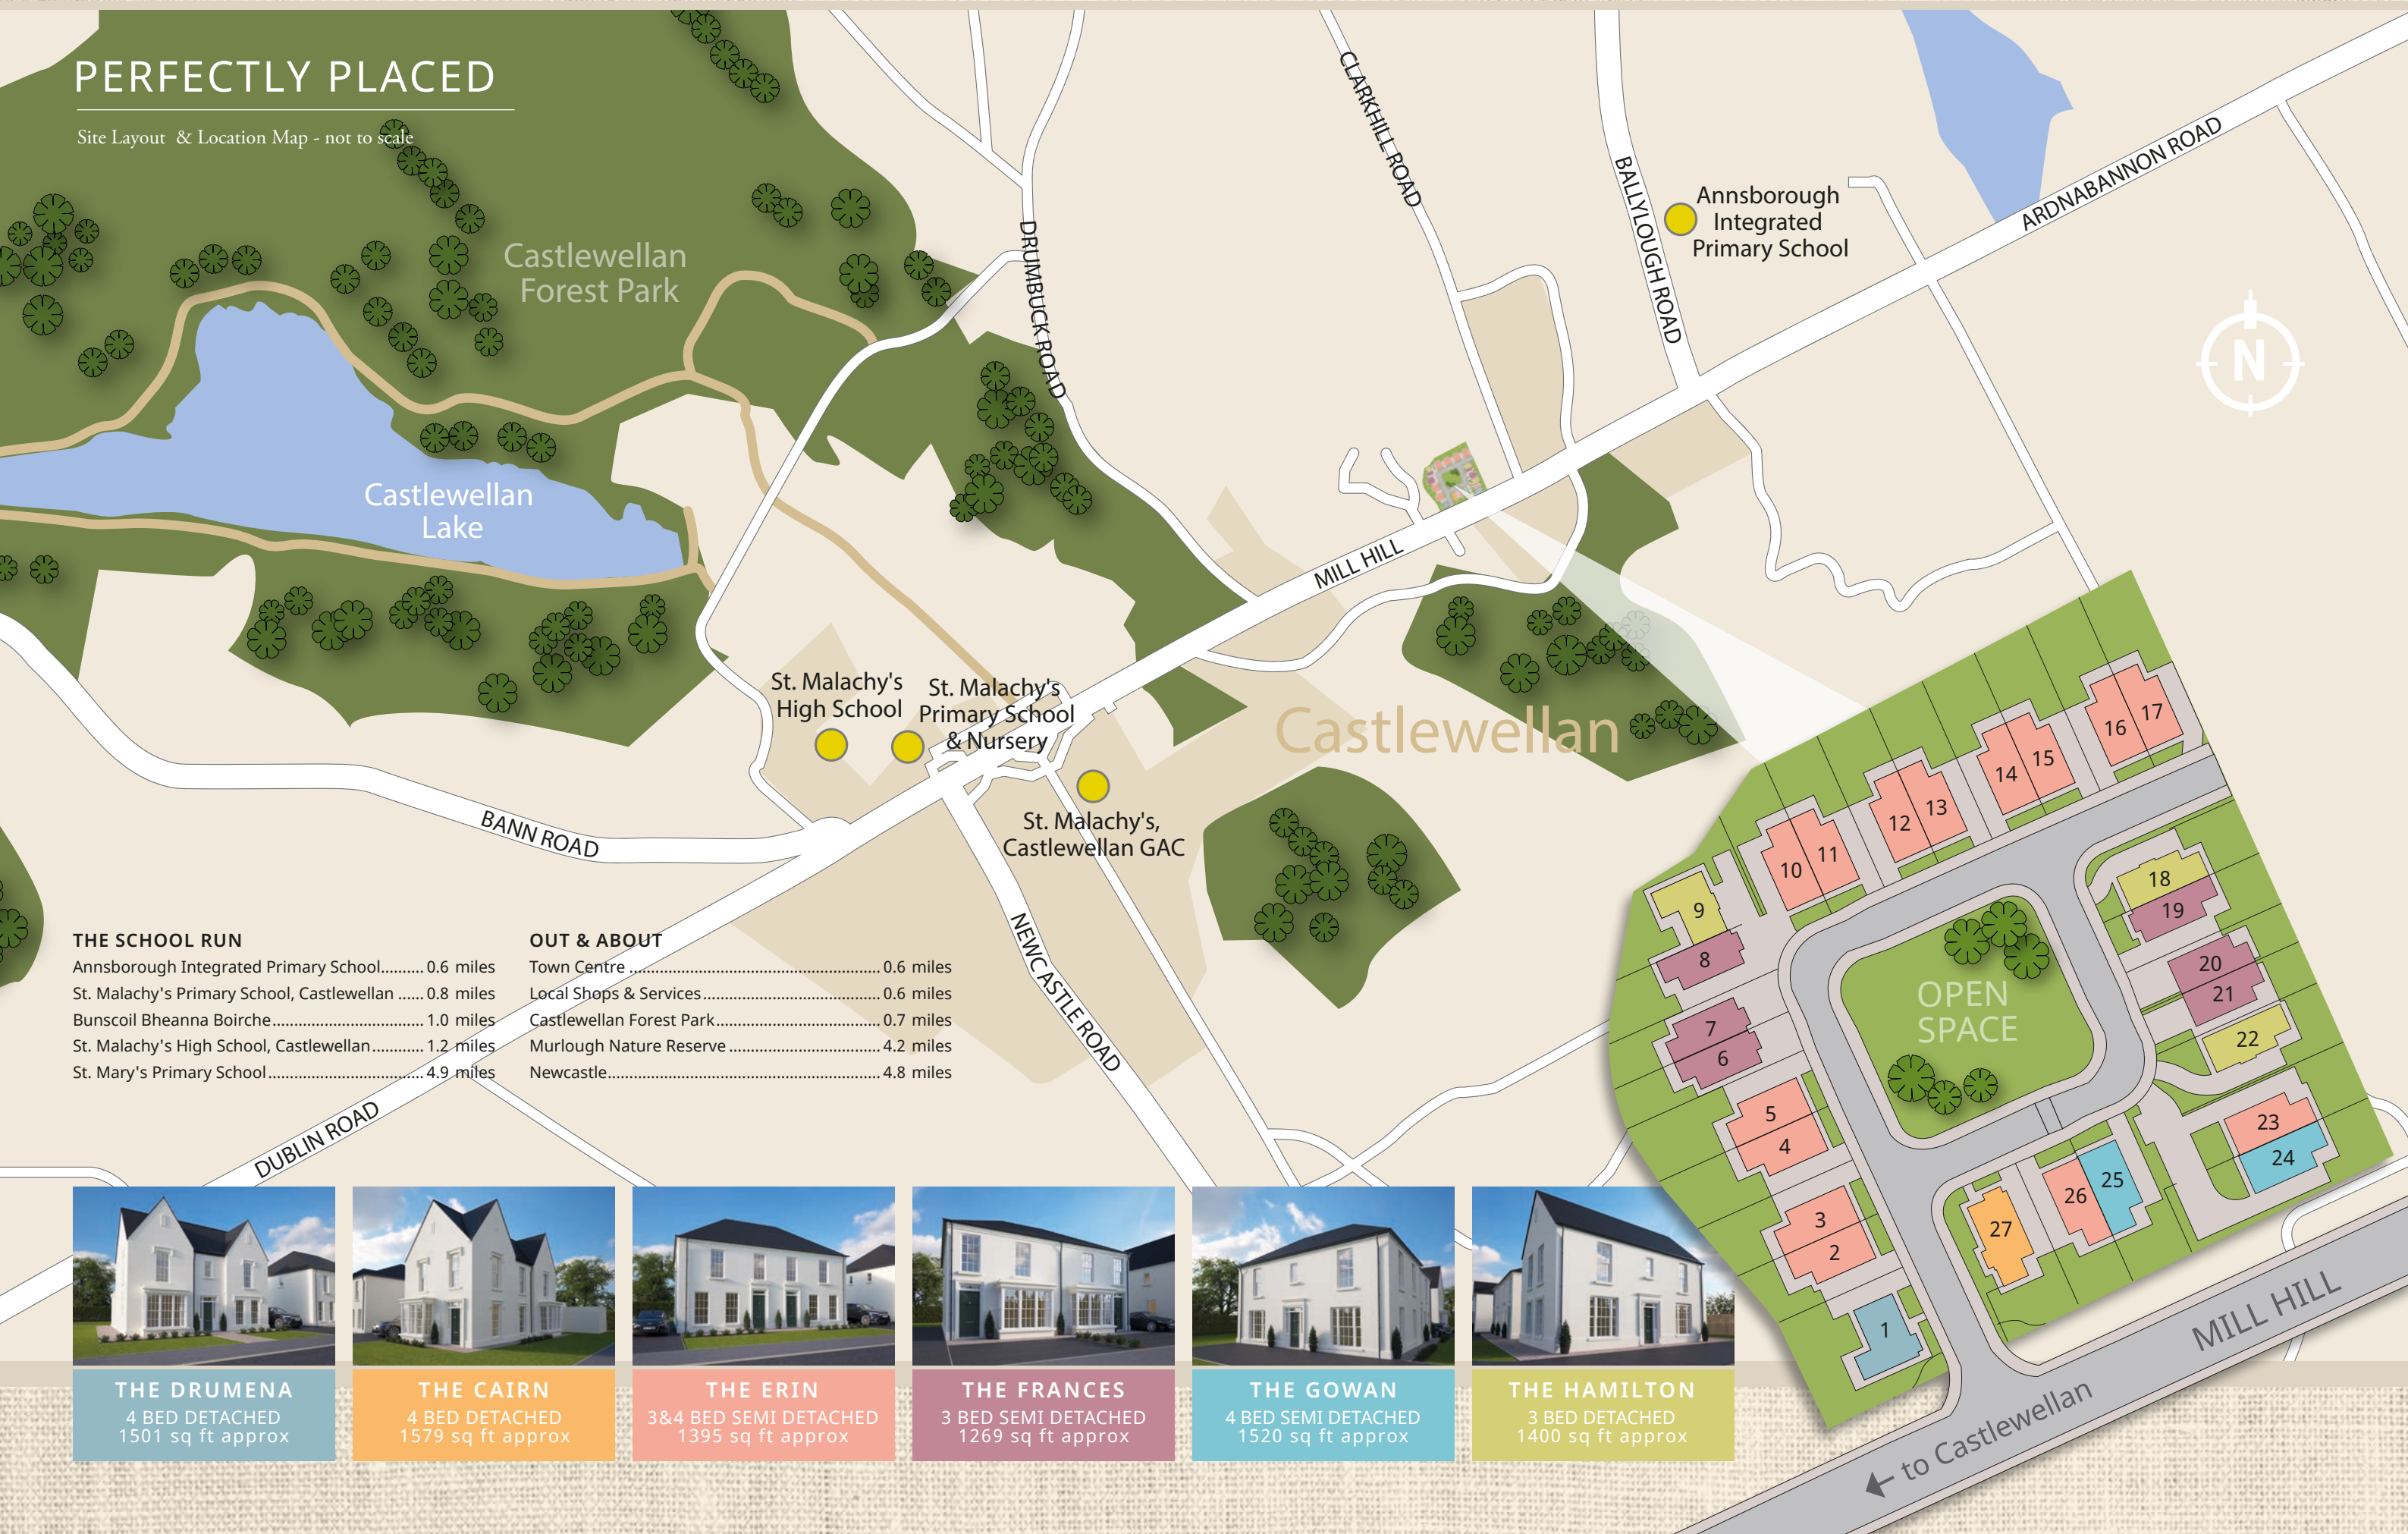 PERFECTLY PLACED
Site Layout & Location Map - not to scale
Castlewellan
Forest Park
Castlewellan
Lake
DRUMBUCK ROAD
CLARKHILL ROAD
BALLYLOUGH ROAD
Annsborough
Integrated
Primary School
ARDNABANNON ROAD
N
MILL HILL
St. Malachy's
High School
St. Malachy's
Primary School
& Nursery
Castlewellan
St. Malachy's,
Castlewellan GAC
BANN ROAD
NEWCASTLE ROAD
DUBLIN ROAD
THE SCHOOL RUN
Annsborough Integrated Primary School.......... 0.6 miles
St. Malachy's Primary School, Castlewellan ...... 0.8 miles
Bunscoil Bheanna Boirche................................... 1.0 miles
St. Malachy's High School, Castlewellan............ 1.2 miles
St. Mary's Primary School.................................... 4.9 miles
OUT & ABOUT
Town Centre .......................................................... 0.6 miles
Local Shops & Services......................................... 0.6 miles
Castlewellan Forest Park...................................... 0.7 miles
Murlough Nature Reserve ................................... 4.2 miles
Newcastle............................................................... 4.8 miles
17
16
15
14
13
12
11
10
9
8
7
6
5
4
3
2
1
18
19
20
21
22
23
24
25
26
27
OPEN
SPACE
MILL HILL
to Castlewellan
THE DRUMENA
4 BED DETACHED
1501 sq ft approx
THE CAIRN
4 BED DETACHED
1579 sq ft approx
THE ERIN
3&4 BED SEMI DETACHED
1395 sq ft approx
THE FRANCES
3 BED SEMI DETACHED
1269 sq ft approx
THE GOWAN
4 BED SEMI DETACHED
1520 sq ft approx
THE HAMILTON
3 BED DETACHED
1400 sq ft approx